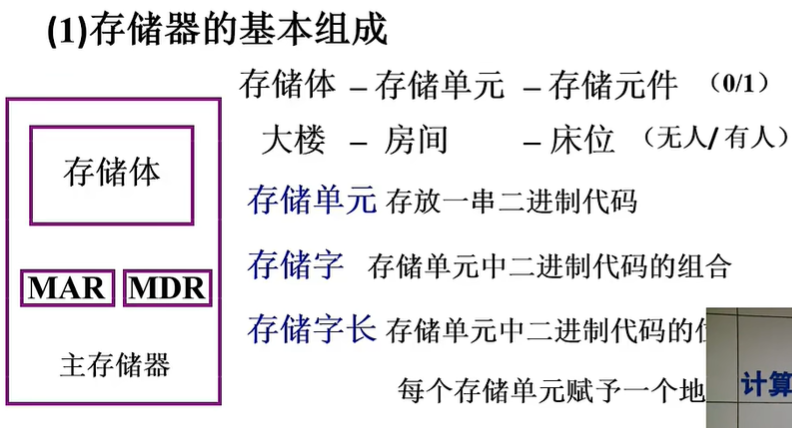 (1)存储器的基本组成
存储体 – 存储单元 – 存储元件 （0/1）
大楼 – 房间 – 床位 （无人/ 有人）
存储体
存储单元 存放一串二进制代码
存储字 存储单元中二进制代码的组合
MAR MDR
存储字长 存储单元中二进制代码的
主存储器
每个存储单元赋予一个地
计算